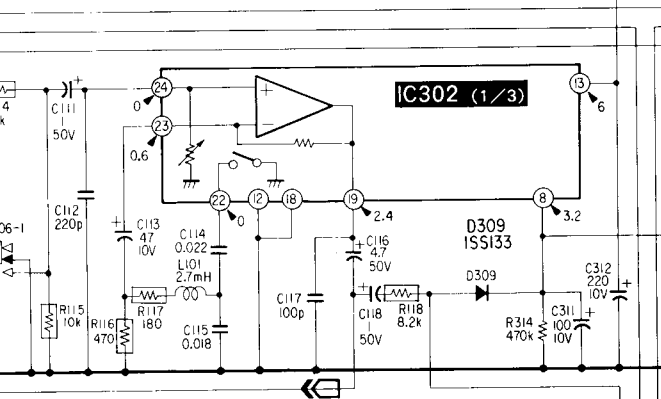 24
0
23
0.6
IC302 (1/3)
13
6
4
k
C111
1
50V
22
0
12
18
19
2.4
8
3.2
C112
220p
C113
47
10V
C114
0.022
L101
2.7mH
C116
4.7
50V
D309
1SS133
D309
C312
220
10V
06-1
R115
10k
R116
470
R117
180
C115
0.018
C117
100p
C118
1
50V
R118
8.2k
R314
470k
C311
100
10V